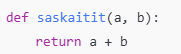 def saskaitit(a, b):
    return a + b